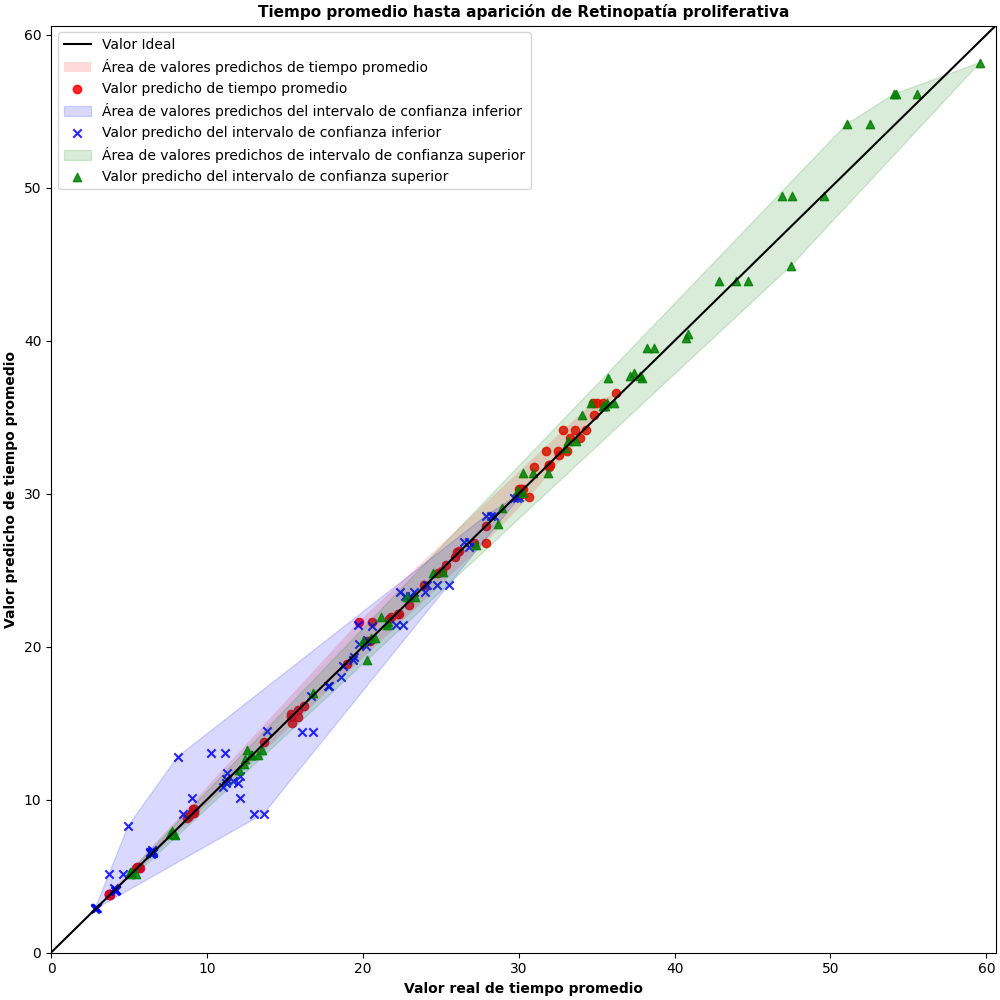 Tiempo promedio hasta aparición de Retinopatía proliferativa
Valor Ideal
Área de valores predichos de tiempo promedio
Valor predicho de tiempo promedio
Área de valores predichos del intervalo de confianza inferior
Valor predicho del intervalo de confianza inferior
Área de valores predichos de intervalo de confianza superior
Valor predicho del intervalo de confianza superior
Valor predicho de tiempo promedio
60
50
40
30
20
10
0
0 10 20 30 40 50 60
Valor real de tiempo promedio